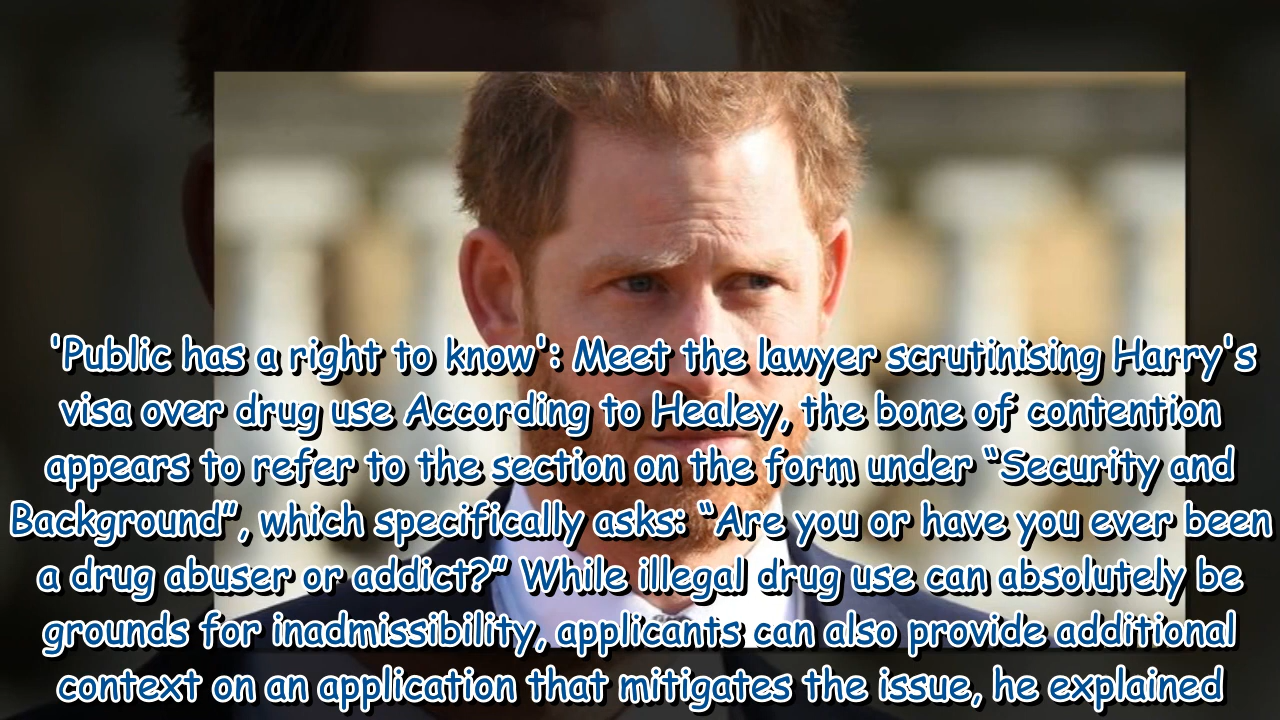 'Public has a right to know': Meet the lawyer scrutinising Harry's
visa over drug use According to Healey, the bone of contention
appears to refer to the section on the form under “Security and
Background”, which specifically asks: “Are you or have you ever been
a drug abuser or addict?” While illegal drug use can absolutely be
grounds for inadmissibility, applicants can also provide additional
context on an application that mitigates the issue, he explained